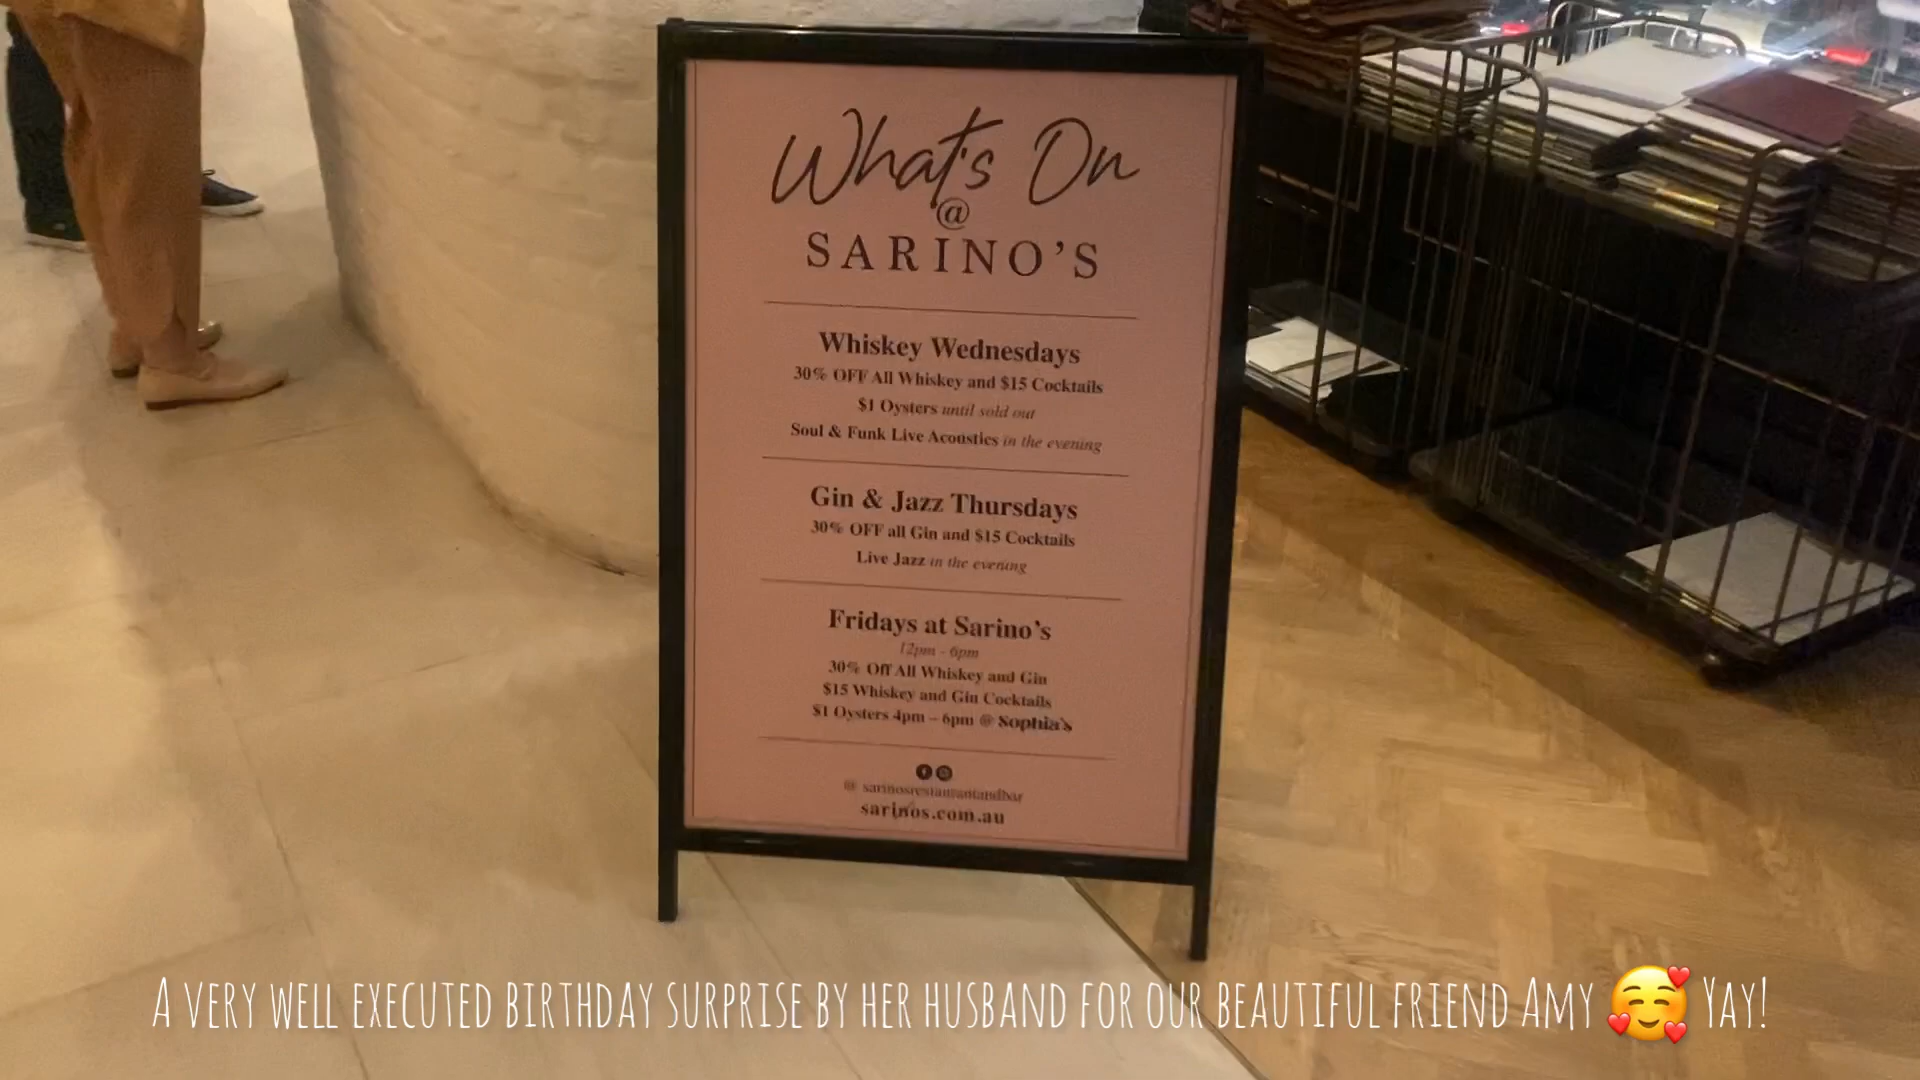 What's On
@
SARINO'S
Whiskey Wednesdays
30% OFF All Whiskey and $15 Cocktails
$1 Oysters until sold out
Soul & Funk Live Acoustics in the evening
Gin & Jazz Thursdays
30% OFF all Gin and $15 Cocktails
Live Jazz in the evening
Fridays at Sarino's
12pm - 6pm
30% Off All Whiskey and Gin
$15 Whiskey and Gin Cocktails
$1 Oysters 4pm – 6pm @ Sophia's
@ sarinosrestaurantandbar
sarinos.com.au
A VERY WELL EXECUTED BIRTHDAY SURPRISE BY HER HUSBAND FOR OUR BEAUTIFUL FRIEND AMY 🥰 YAY!